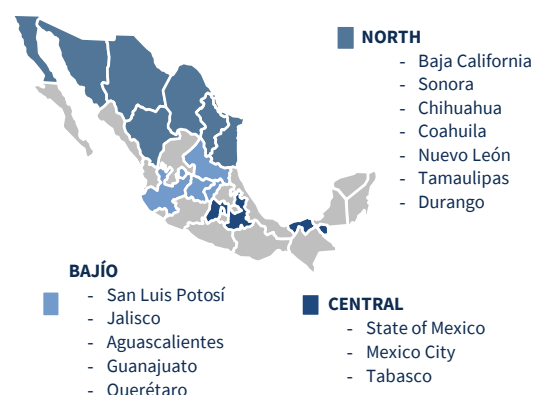 NORTH
- Baja California
- Sonora
- Chihuahua
- Coahuila
- Nuevo León
- Tamaulipas
- Durango
BAJÍO
- San Luis Potosí
- Jalisco
- Aguascalientes
- Guanajuato
- Querétaro
CENTRAL
- State of Mexico
- Mexico City
- Tabasco